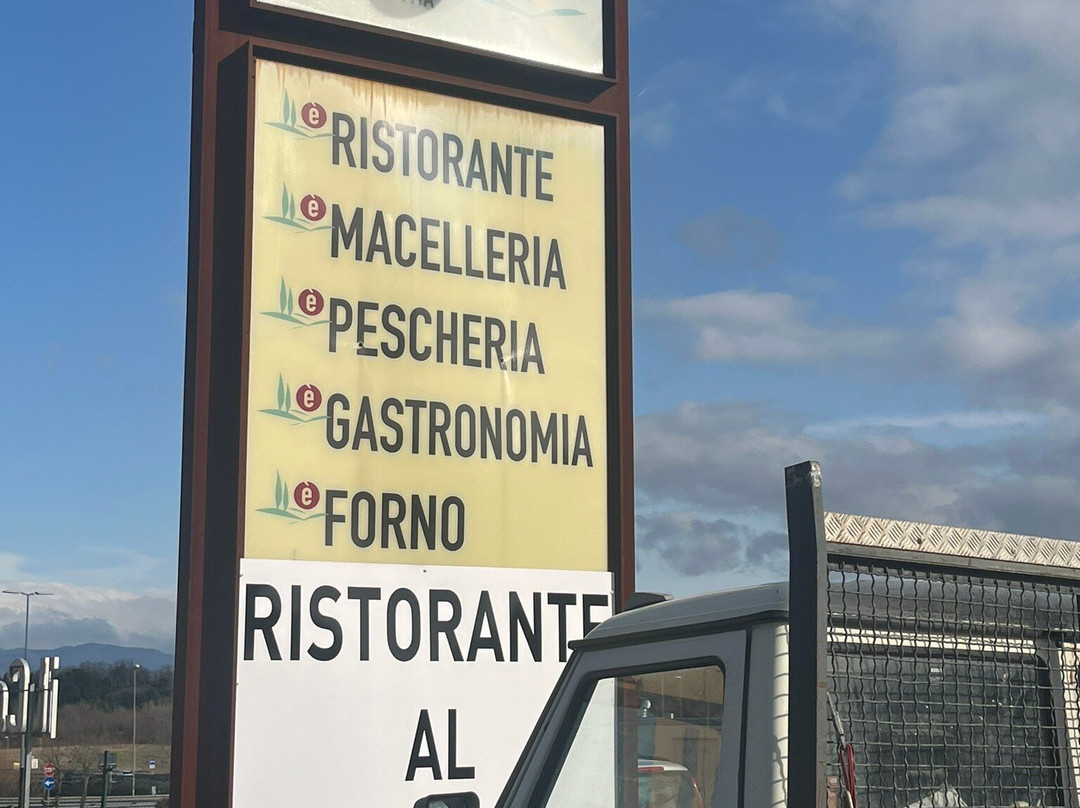 è RISTORANTE
è MACELLERIA
è PESCHERIA
è GASTRONOMIA
è FORNO
RISTORANTE
AL